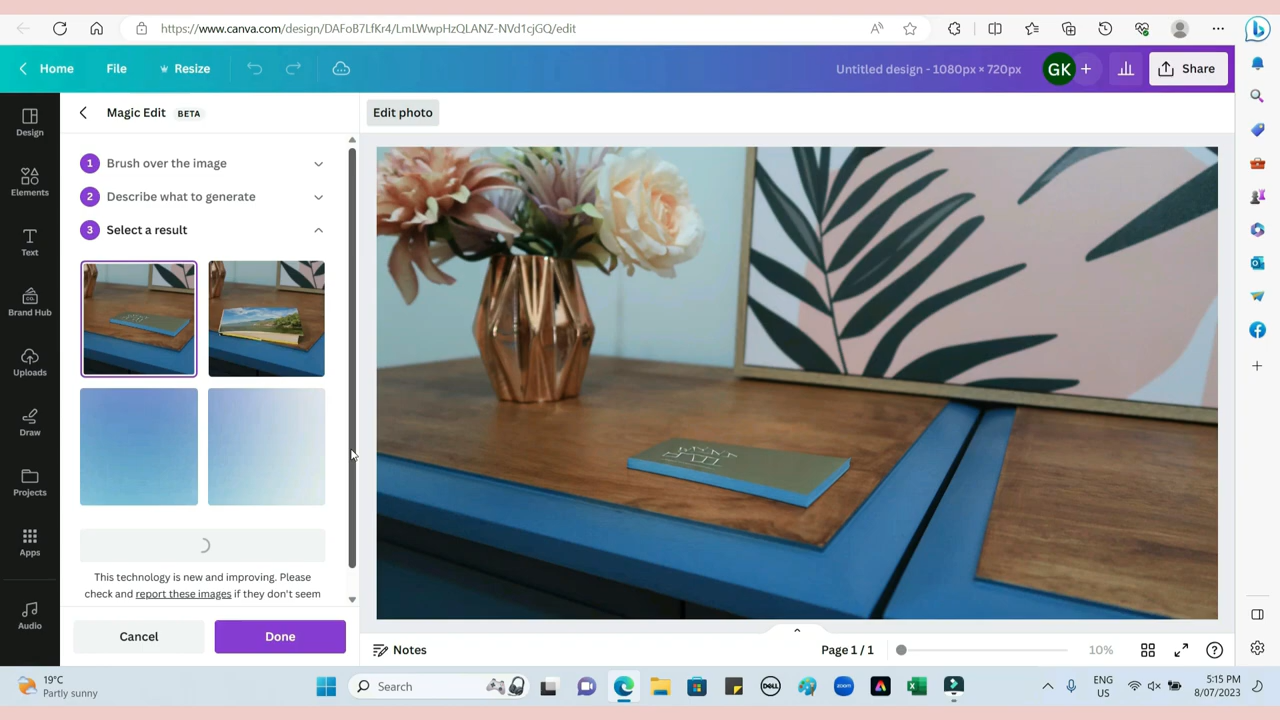 https://www.canva.com/design/DAFoB7LfKr4/LmLWwpHzQLANZ-NVd1cjGQ/edit
Home
File
Resize
Untitled design - 1080px × 720px
GK
Share
Design
Elements
Text
Brand Hub
Uploads
Draw
Projects
Apps
Audio
Magic Edit BETA
1 Brush over the image
2 Describe what to generate
3 Select a result
This technology is new and improving. Please
check and report these images if they don't seem
Cancel
Done
Edit photo
Notes
Page 1 / 1
10%
19°C
Partly sunny
Search
DELL
zoom
ENG
US
5:15 PM
8/07/2023